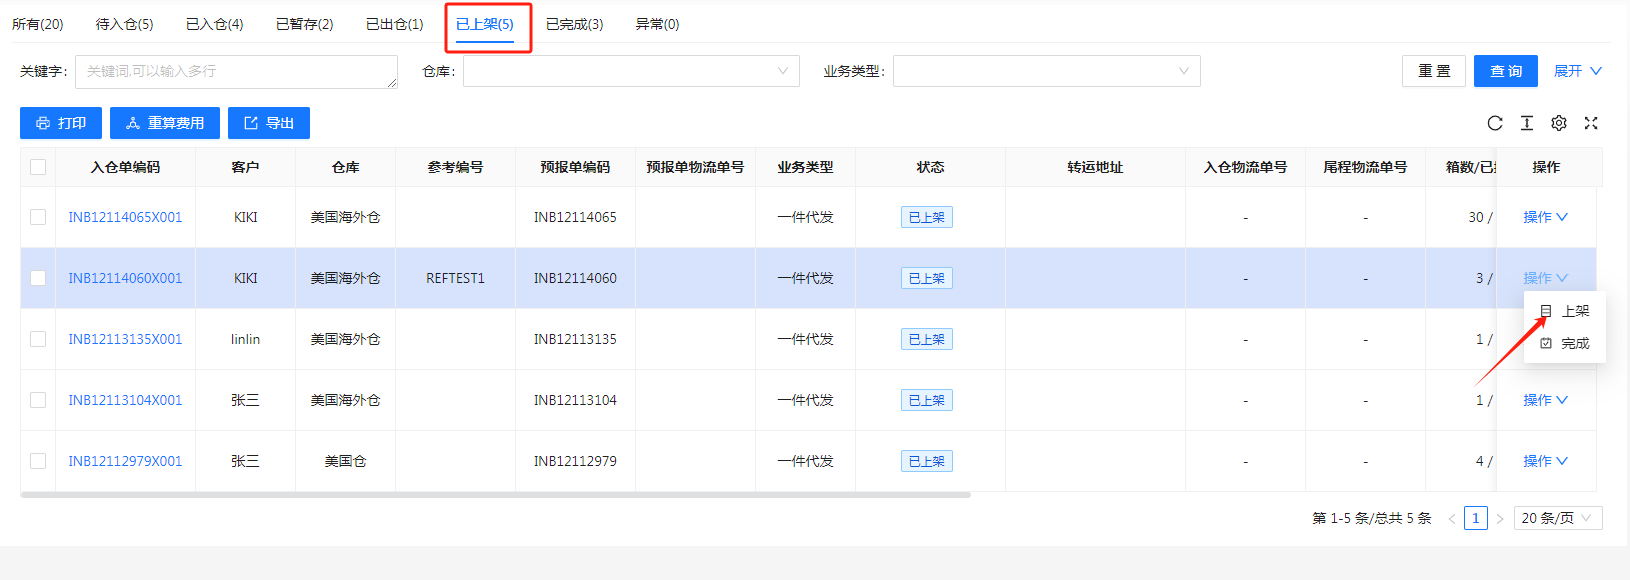 所有(20) 待入仓(5) 已入仓(4) 已暂存(2) 已出仓(1) 已上架(5) 已完成(3) 异常(0)
关键字: 关键词,可以输入多行 仓库: 业务类型: 重 置 查 询 展开
打印 重算费用 导出
入仓单编码 客户 仓库 参考编号 预报单编码 预报单物流单号 业务类型 状态 转运地址 入仓物流单号 尾程物流单号 箱数/已 操作
INB12114065X001 KIKI 美国海外仓 INB12114065 一件代发 已上架 - - 30 / 操作
INB12114060X001 KIKI 美国海外仓 REFTEST1 INB12114060 一件代发 已上架 - - 3 / 操作
上架
INB12113135X001 linlin 美国海外仓 INB12113135 一件代发 已上架 - - 1 /
完成
INB12113104X001 张三 美国海外仓 INB12113104 一件代发 已上架 - - 1 / 操作
INB12112979X001 张三 美国仓 INB12112979 一件代发 已上架 - - 4 / 操作
第 1-5 条/总共 5 条 < 1 > 20 条/页